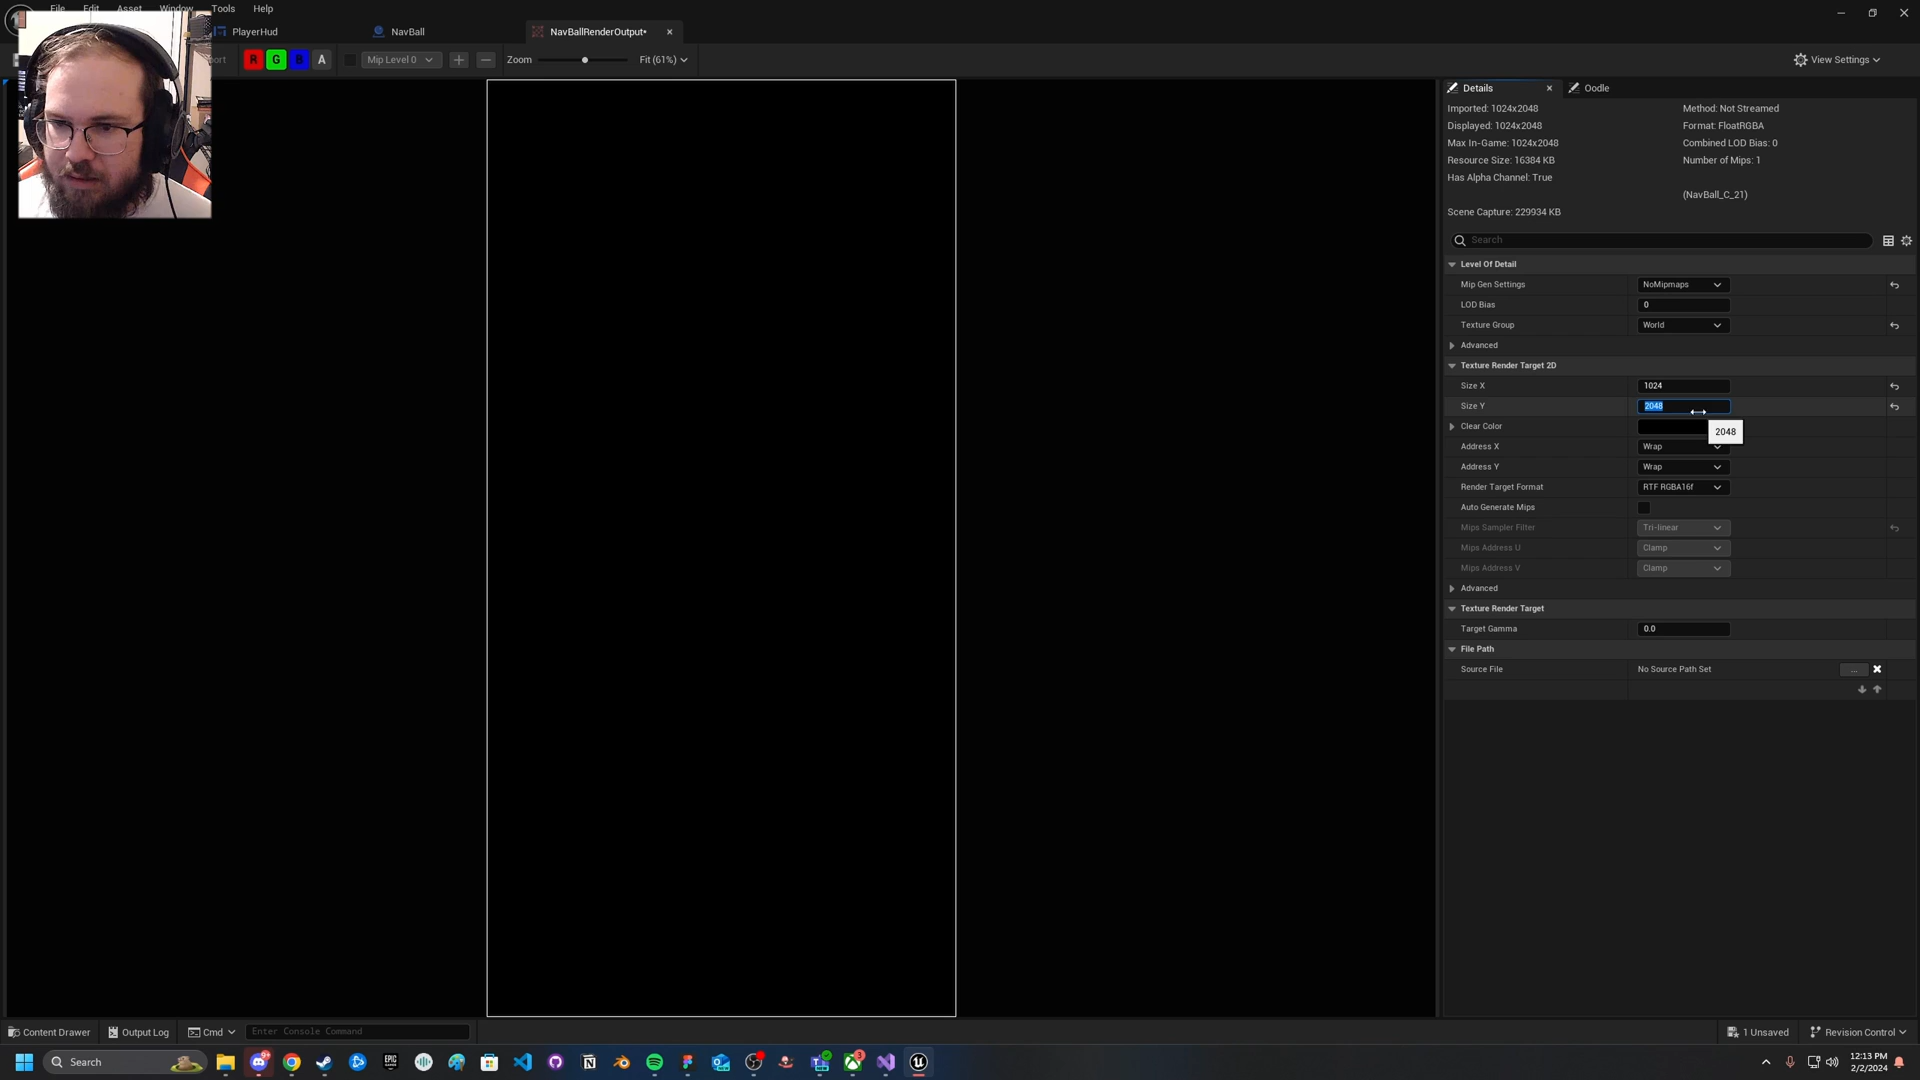 File Edit Asset Window Tools Help
PlayerHud NavBall NavBallRenderOutput*
R G B A Mip Level 0 Zoom Fit (61%) View Settings
Details Oodle
Imported: 1024x2048 Method: Not Streamed
Displayed: 1024x2048 Format: FloatRGBA
Max In-Game: 1024x2048 Combined LOD Bias: 0
Resource Size: 16384 KB Number of Mips: 1
Has Alpha Channel: True
(NavBall_C_21)
Scene Capture: 229934 KB
Search
Level Of Detail
Mip Gen Settings NoMipmaps
LOD Bias 0
Texture Group World
Advanced
Texture Render Target 2D
Size X 1024
Size Y 2048
Clear Color
2048
Address X Wrap
Address Y Wrap
Render Target Format RTF RGBA16f
Auto Generate Mips
Mips Sampler Filter Tri-linear
Mips Address U Clamp
Mips Address V Clamp
Advanced
Texture Render Target
Target Gamma 0.0
File Path
Source File No Source Path Set ...
Content Drawer Output Log Cmd Enter Console Command 1 Unsaved Revision Control
Search 12:13 PM
2/2/2024